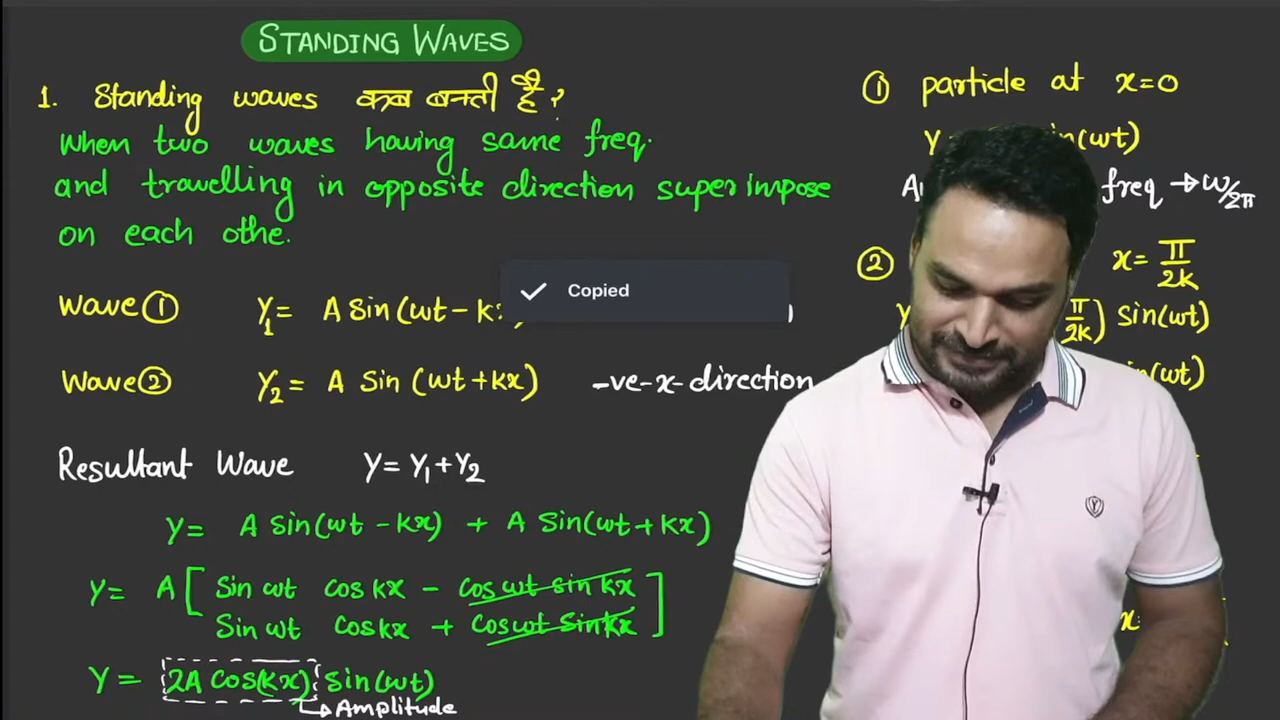 STANDING WAVES
1. Standing waves कब बनती है?
When two waves having same freq.
and travelling in opposite direction superimpose
on each othe.
Wave ① Y₁ = A Sin(ωt - k
Copied
Wave ② Y₂ = A Sin (ωt + kx) -ve-x-direction
Resultant Wave Y = Y₁ + Y₂
Y = A Sin(ωt - kx) + A Sin(ωt + kx)
Y = A [ Sin ωt cos kx - cos ωt sin kx
Sin ωt cos kx + cos ωt sin kx ]
Y = 2A cos(kx) sin(ωt)
↳ Amplitude
① particle at x=0
Y in(ωt)
freq → ω/2π
② x = π/2k
π/2k) sin(ωt)
in(ωt)